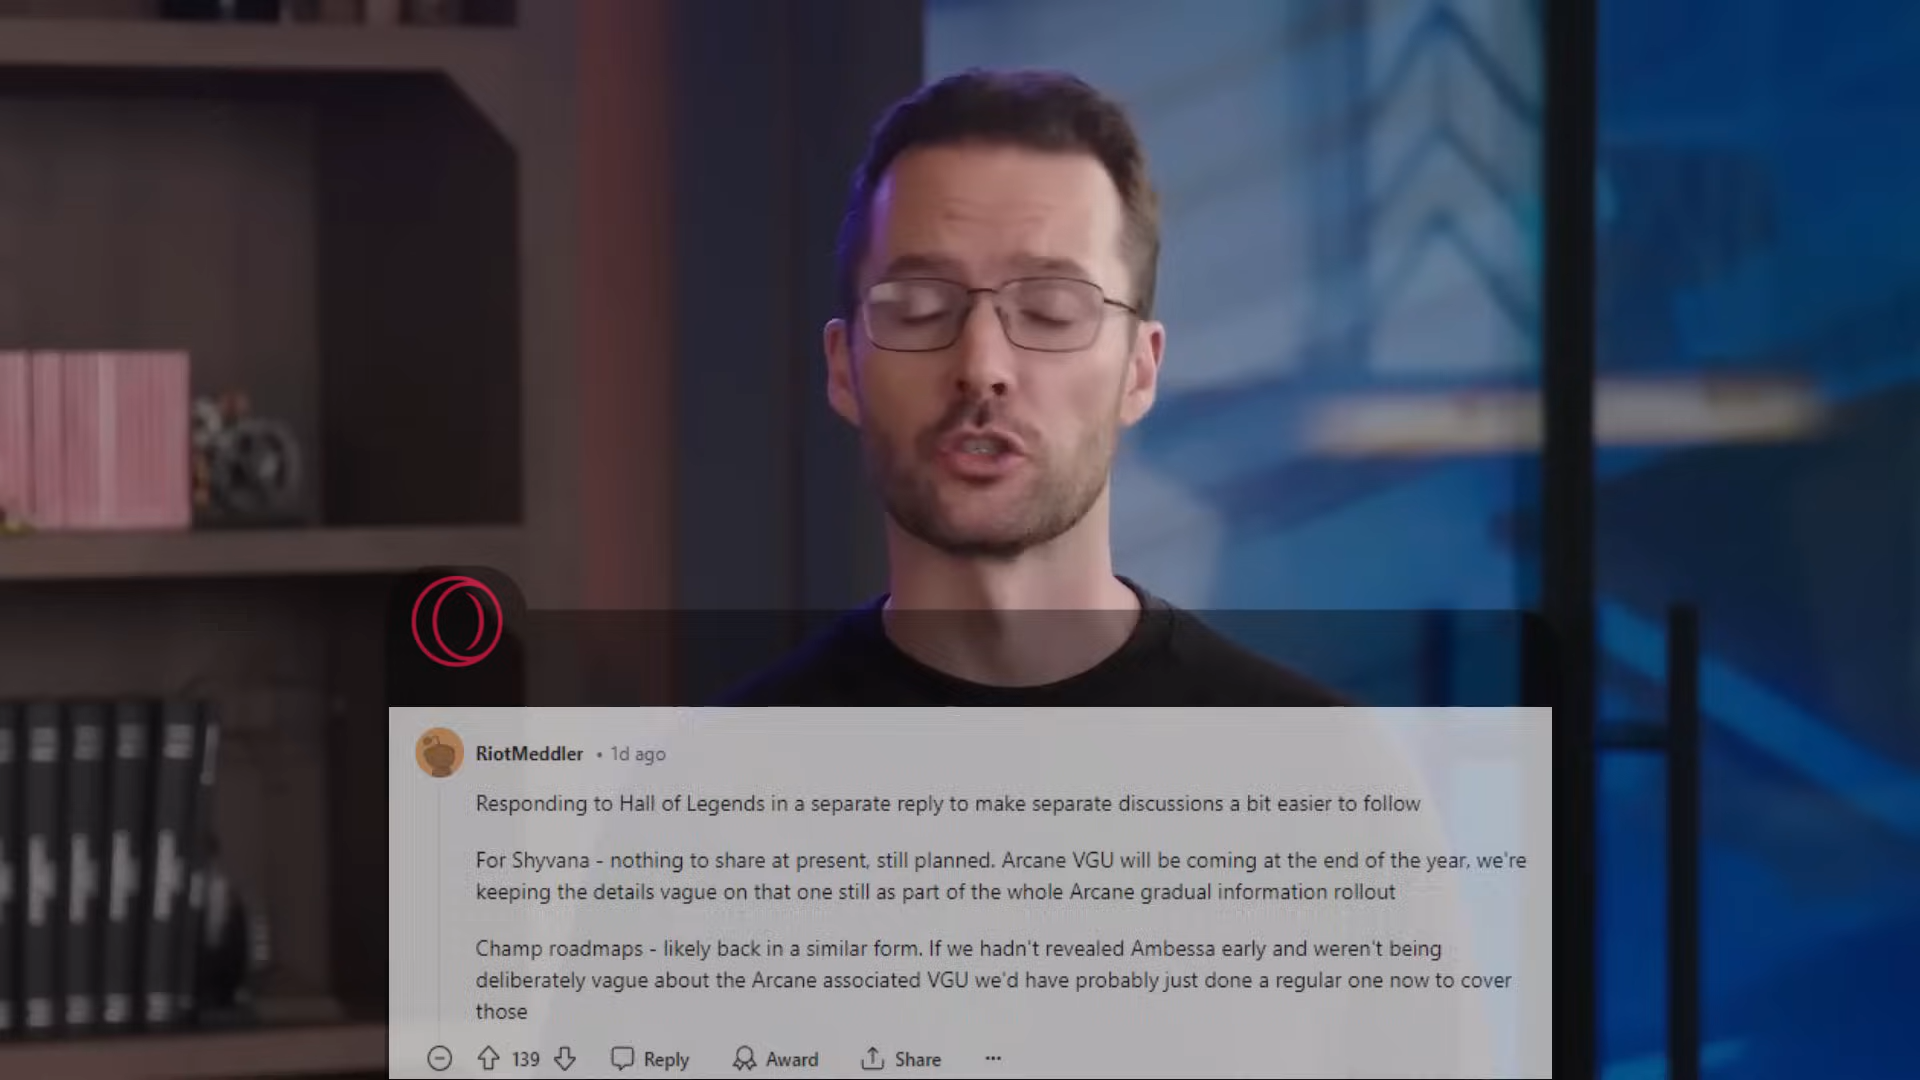 RiotMeddler • 1d ago
Responding to Hall of Legends in a separate reply to make separate discussions a bit easier to follow
For Shyvana - nothing to share at present, still planned. Arcane VGU will be coming at the end of the year, we're
keeping the details vague on that one still as part of the whole Arcane gradual information rollout
Champ roadmaps - likely back in a similar form. If we hadn't revealed Ambessa early and weren't being
deliberately vague about the Arcane associated VGU we'd have probably just done a regular one now to cover
those
139 Reply Award Share ...